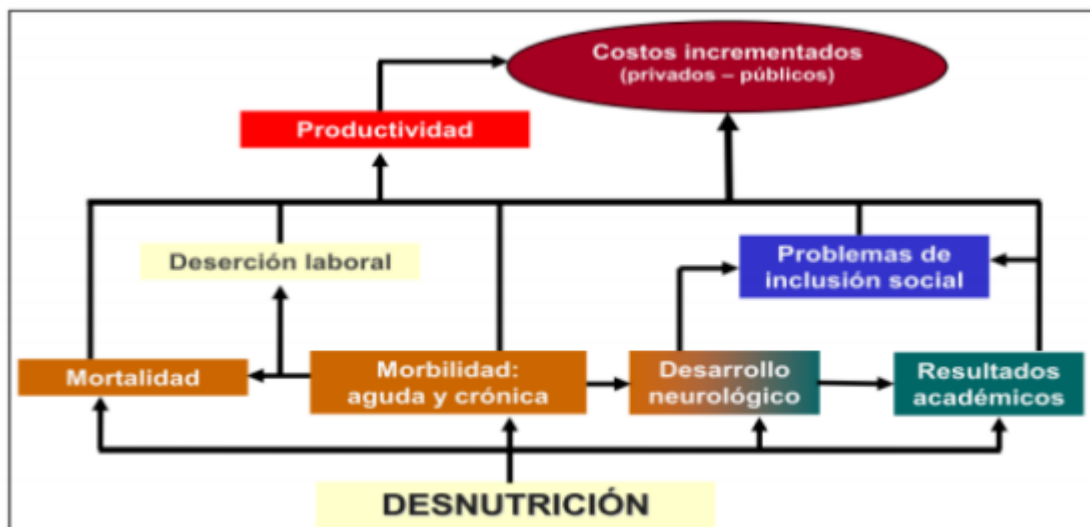 Costos incrementados
(privados – públicos)
Productividad
Deserción laboral
Problemas de
inclusión social
Mortalidad
Morbilidad:
aguda y crónica
Desarrollo
neurológico
Resultados
académicos
DESNUTRICIÓN